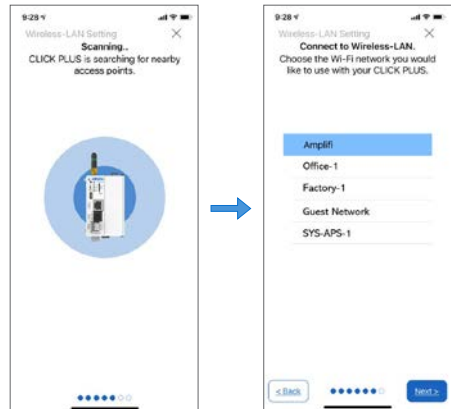 9:28
Wireless-LAN Setting
Scanning..
CLICK PLUS is searching for nearby
access points.
9:28
Wireless-LAN Setting
Connect to Wireless-LAN.
Choose the Wi-Fi network you would
like to use with your CLICK PLUS.
Amplifi
Office-1
Factory-1
Guest Network
SYS-APS-1
< Back
Next >